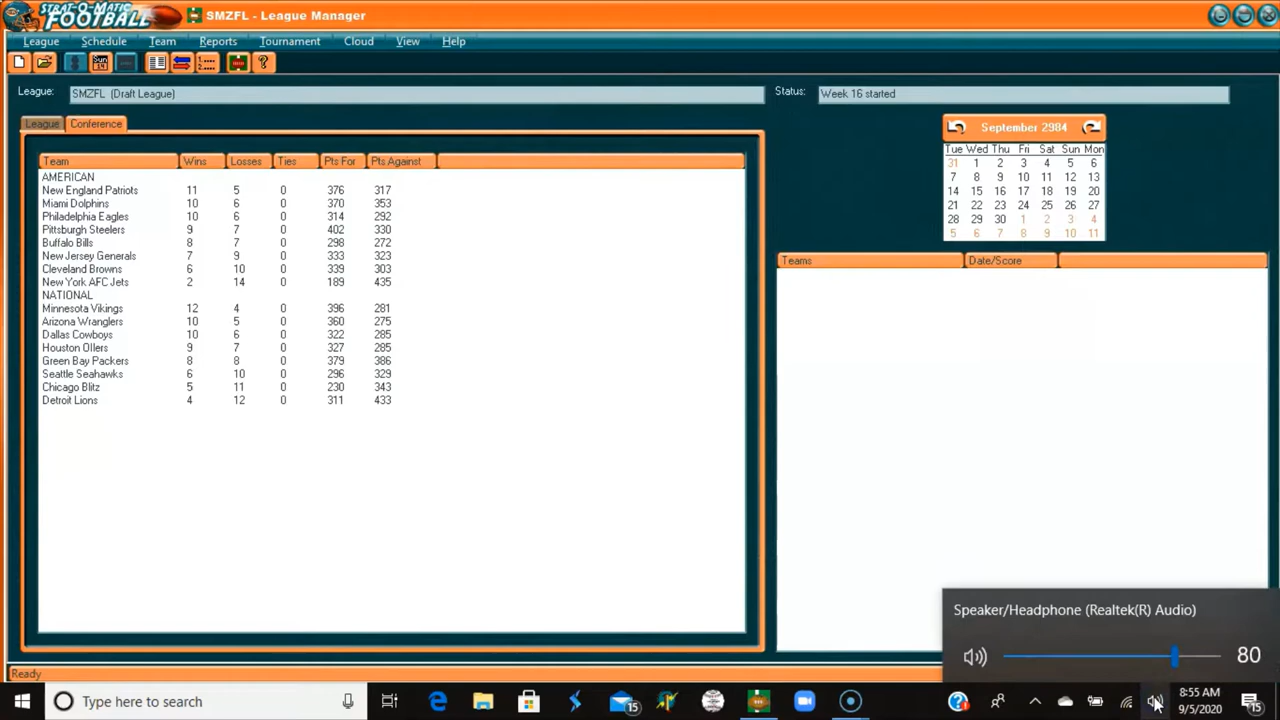 STRAT-O-MATIC
FOOTBALL
SMZFL - League Manager
League Schedule Team Reports Tournament Cloud View Help
League: SMZFL (Draft League) Status: Week 16 started
League Conference
Team Wins Losses Ties Pts For Pts Against
AMERICAN
New England Patriots 11 5 0 376 317
Miami Dolphins 10 6 0 370 353
Philadelphia Eagles 10 6 0 314 292
Pittsburgh Steelers 9 7 0 402 330
Buffalo Bills 8 7 0 298 272
New Jersey Generals 7 9 0 333 323
Cleveland Browns 6 10 0 339 303
New York AFC Jets 2 14 0 189 435
NATIONAL
Minnesota Vikings 12 4 0 396 281
Arizona Wranglers 10 5 0 360 275
Dallas Cowboys 10 6 0 322 285
Houston Oilers 9 7 0 327 285
Green Bay Packers 8 8 0 379 386
Seattle Seahawks 6 10 0 296 329
Chicago Blitz 5 11 0 230 343
Detroit Lions 4 12 0 311 433
September 2984
Tue Wed Thu Fri Sat Sun Mon
31 1 2 3 4 5 6
7 8 9 10 11 12 13
14 15 16 17 18 19 20
21 22 23 24 25 26 27
28 29 30 1 2 3 4
5 6 7 8 9 10 11
Teams Date/Score
Speaker/Headphone (Realtek(R) Audio)
80
Ready
Type here to search
15
8:55 AM
9/5/2020
15